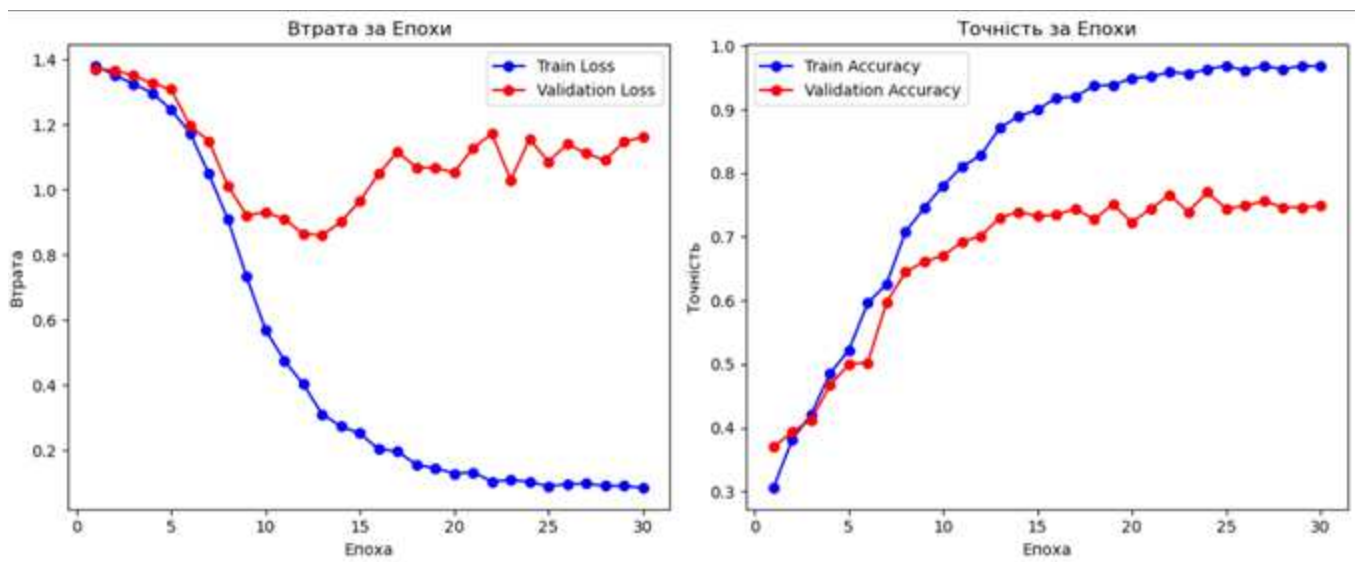 Втрата за Епохи
1.4
1.2
1.0
0.8
0.6
0.4
0.2
Втрата
Train Loss
Validation Loss
0
5
10
15
20
25
30
Епоха
Точність за Епохи
1.0
0.9
0.8
0.7
0.6
0.5
0.4
0.3
Точність
Train Accuracy
Validation Accuracy
0
5
10
15
20
25
30
Епоха